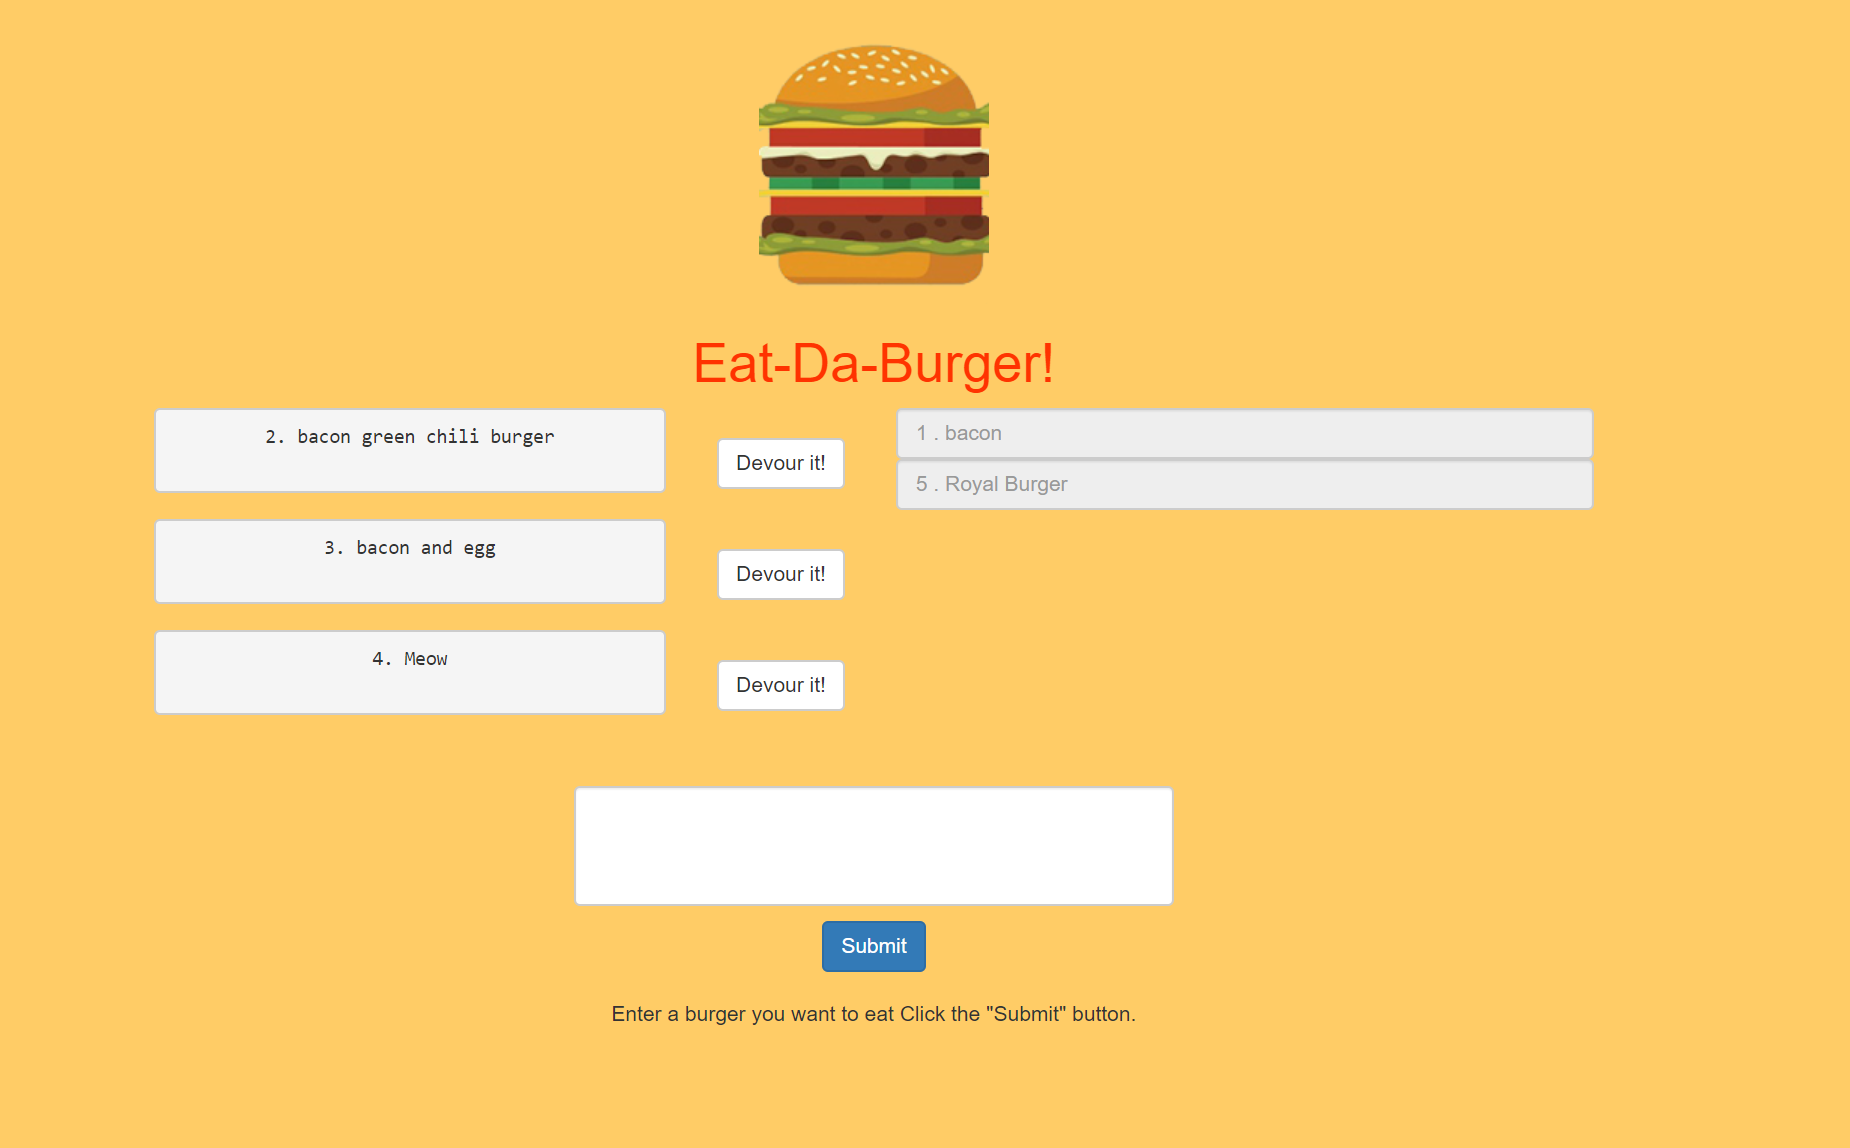 Eat-Da-Burger!
2. bacon green chili burger
Devour it!
3. bacon and egg
Devour it!
4. Meow
Devour it!
1 . bacon
5 . Royal Burger
Submit
Enter a burger you want to eat Click the "Submit" button.